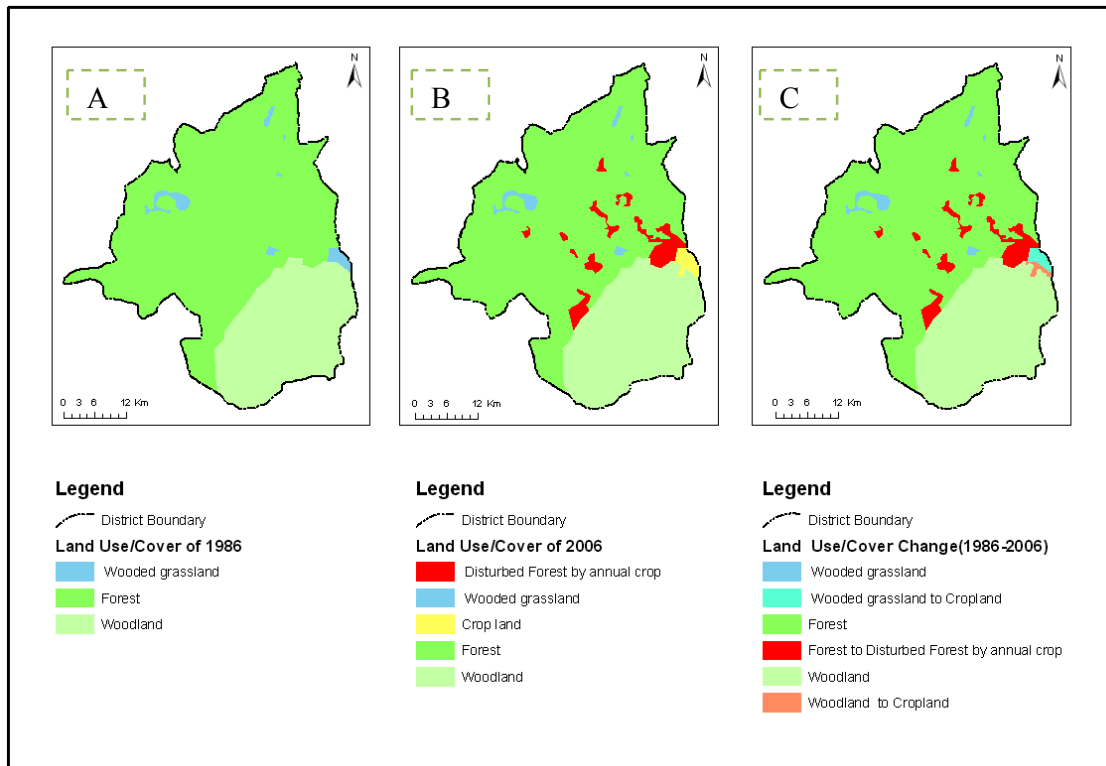 A
N
0 3 6 12 Km
B
N
0 3 6 12 Km
C
N
0 3 6 12 Km
Legend
District Boundary
Land Use/Cover of 1986
Wooded grassland
Forest
Woodland
Legend
District Boundary
Land Use/Cover of 2006
Disturbed Forest by annual crop
Wooded grassland
Crop land
Forest
Woodland
Legend
District Boundary
Land Use/Cover Change(1986-2006)
Wooded grassland
Wooded grassland to Cropland
Forest
Forest to Disturbed Forest by annual crop
Woodland
Woodland to Cropland